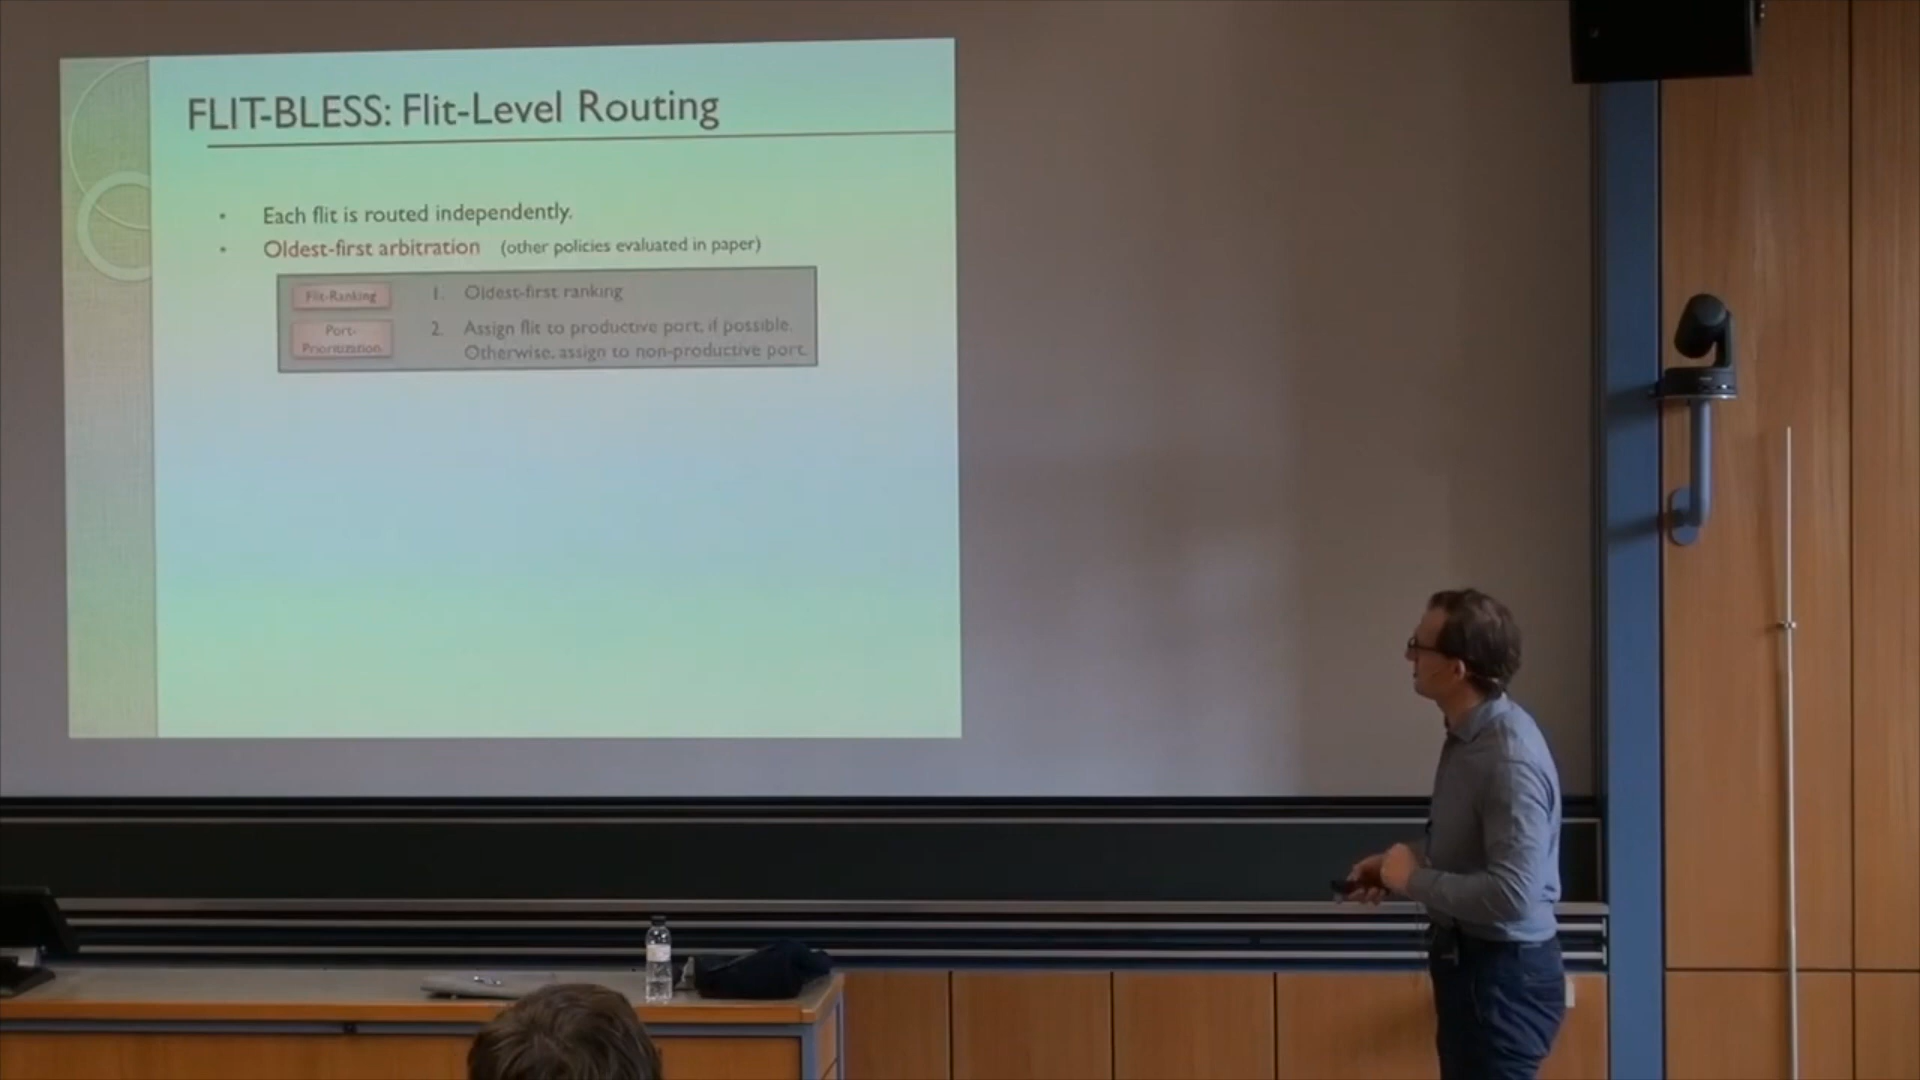 FLIT-BLESS: Flit-Level Routing
• Each flit is routed independently.
• Oldest-first arbitration (other policies evaluated in paper)
Flit-Ranking 1. Oldest-first ranking
Port-Prioritization 2. Assign flit to productive port, if possible.
Otherwise, assign to non-productive port.